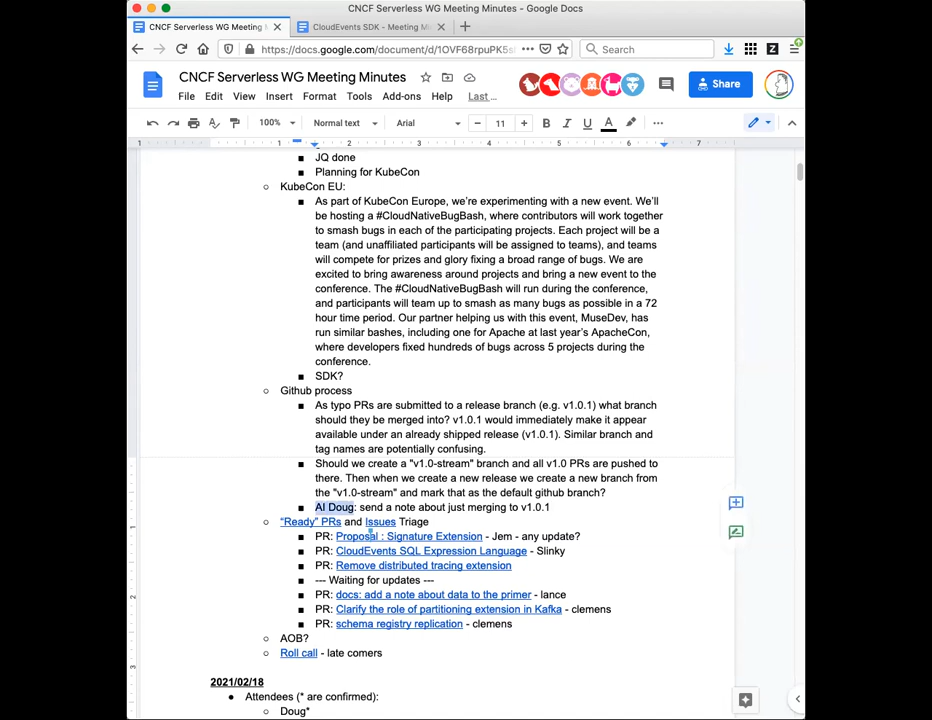 CNCF Serverless WG Meeting Minutes - Google Docs
CNCF Serverless WG Meeting M
CloudEvents SDK - Meeting Mi
https://docs.google.com/document/d/1OVF68rpuPK5s
Search
CNCF Serverless WG Meeting Minutes
File Edit View Insert Format Tools Add-ons Help Last ...
Share
100% Normal text Arial 11 B I U A
1 1 2 3 4 5 6 7
JQ done
Planning for KubeCon
KubeCon EU:
As part of KubeCon Europe, we're experimenting with a new event. We'll
be hosting a #CloudNativeBugBash, where contributors will work together
to smash bugs in each of the participating projects. Each project will be a
team (and unaffiliated participants will be assigned to teams), and teams
will compete for prizes and glory fixing a broad range of bugs. We are
excited to bring awareness around projects and bring a new event to the
conference. The #CloudNativeBugBash will run during the conference,
and participants will team up to smash as many bugs as possible in a 72
hour time period. Our partner helping us with this event, MuseDev, has
run similar bashes, including one for Apache at last year's ApacheCon,
where developers fixed hundreds of bugs across 5 projects during the
conference.
SDK?
Github process
As typo PRs are submitted to a release branch (e.g. v1.0.1) what branch
should they be merged into? v1.0.1 would immediately make it appear
available under an already shipped release (v1.0.1). Similar branch and
tag names are potentially confusing.
Should we create a "v1.0-stream" branch and all v1.0 PRs are pushed to
there. Then when we create a new release we create a new branch from
the "v1.0-stream" and mark that as the default github branch?
AI Doug: send a note about just merging to v1.0.1
"Ready" PRs and Issues Triage
PR: Proposal : Signature Extension - Jem - any update?
PR: CloudEvents SQL Expression Language - Slinky
PR: Remove distributed tracing extension
--- Waiting for updates ---
PR: docs: add a note about data to the primer - lance
PR: Clarify the role of partitioning extension in Kafka - clemens
PR: schema registry replication - clemens
AOB?
Roll call - late comers
2021/02/18
Attendees (* are confirmed):
Doug*
1
2
3